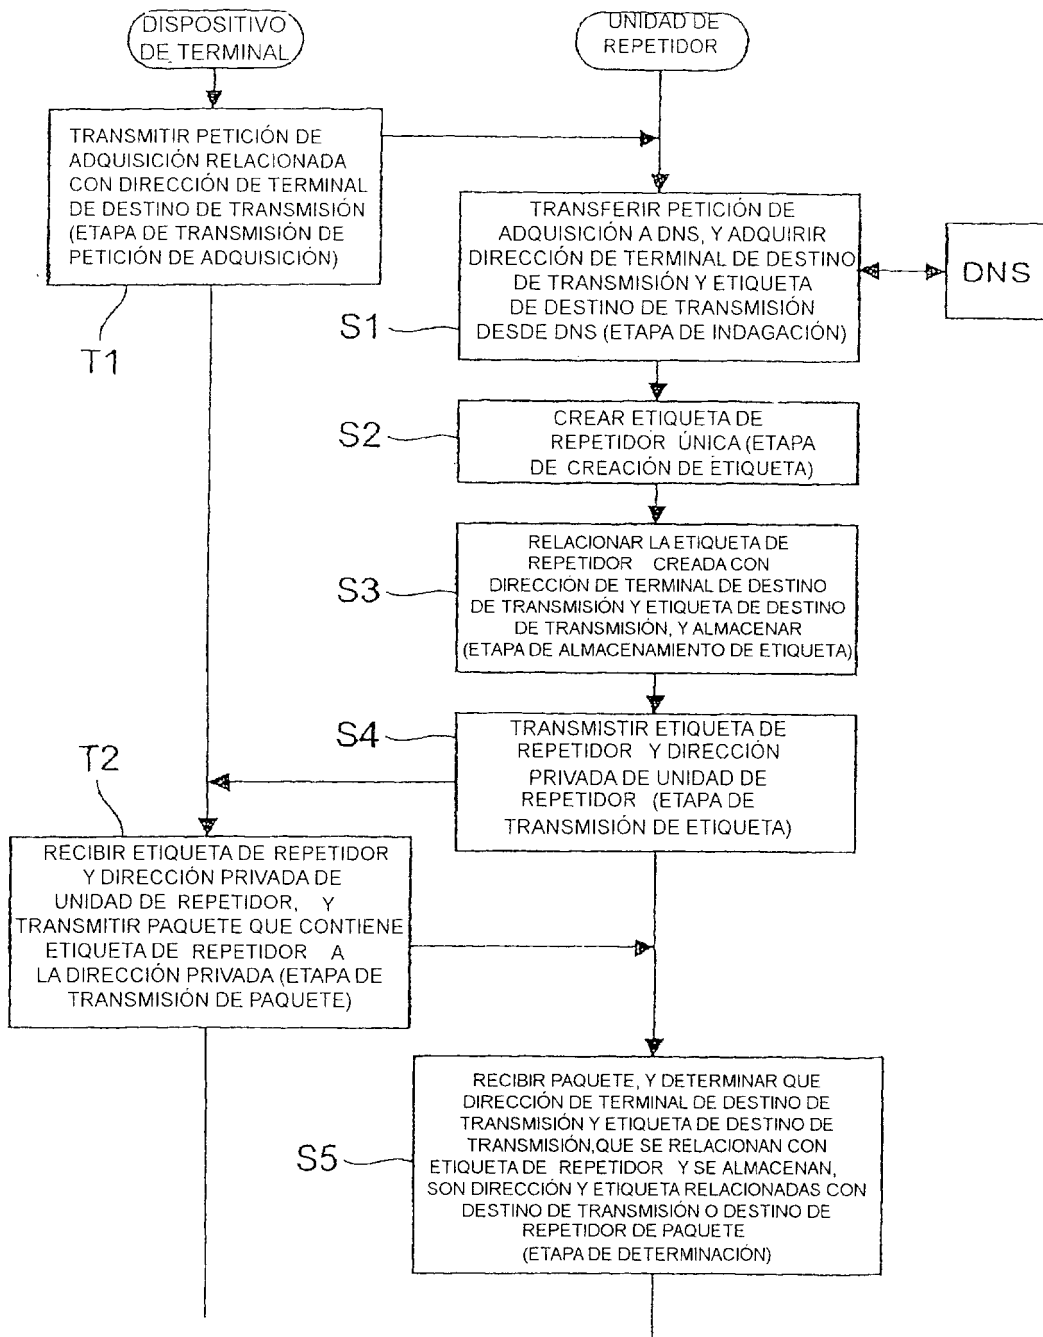 DISPOSITIVO
DE TERMINAL
UNIDAD DE
REPETIDOR
TRANSMITIR PETICIÓN DE
ADQUISICIÓN RELACIONADA
CON DIRECCIÓN DE TERMINAL
DE DESTINO DE TRANSMISIÓN
(ETAPA DE TRANSMISIÓN DE
PETICIÓN DE ADQUISICIÓN)
T1
TRANSFERIR PETICIÓN DE
ADQUISICIÓN A DNS, Y ADQUIRIR
DIRECCIÓN DE TERMINAL DE DESTINO
DE TRANSMISIÓN Y ETIQUETA
DE DESTINO DE TRANSMISIÓN
DESDE DNS (ETAPA DE INDAGACIÓN)
S1
DNS
S2
CREAR ETIQUETA DE
REPETIDOR ÚNICA (ETAPA
DE CREACIÓN DE ETIQUETA)
S3
RELACIONAR LA ETIQUETA DE
REPETIDOR CREADA CON
DIRECCIÓN DE TERMINAL DE DESTINO
DE TRANSMISIÓN Y ETIQUETA DE DESTINO
DE TRANSMISIÓN, Y ALMACENAR
(ETAPA DE ALMACENAMIENTO DE ETIQUETA)
S4
TRANSMISTIR ETIQUETA DE
REPETIDOR Y DIRECCIÓN
PRIVADA DE UNIDAD DE
REPETIDOR (ETAPA DE
TRANSMISIÓN DE ETIQUETA)
T2
RECIBIR ETIQUETA DE REPETIDOR
Y DIRECCIÓN PRIVADA DE
UNIDAD DE REPETIDOR, Y
TRANSMITIR PAQUETE QUE CONTIENE
ETIQUETA DE REPETIDOR A
LA DIRECCIÓN PRIVADA (ETAPA DE
TRANSMISIÓN DE PAQUETE)
S5
RECIBIR PAQUETE, Y DETERMINAR QUE
DIRECCIÓN DE TERMINAL DE DESTINO DE
TRANSMISIÓN Y ETIQUETA DE DESTINO DE
TRANSMISIÓN, QUE SE RELACIONAN CON
ETIQUETA DE REPETIDOR Y SE ALMACENAN,
SON DIRECCIÓN Y ETIQUETA RELACIONADAS CON
DESTINO DE TRANSMISIÓN O DESTINO DE
REPETIDOR DE PAQUETE
(ETAPA DE DETERMINACIÓN)